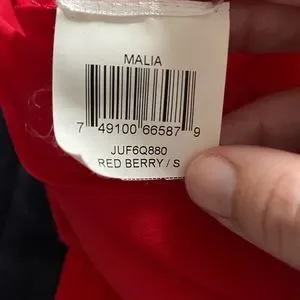 MALIA
7 49100 66587 9
JUF6Q880
RED BERRY / S